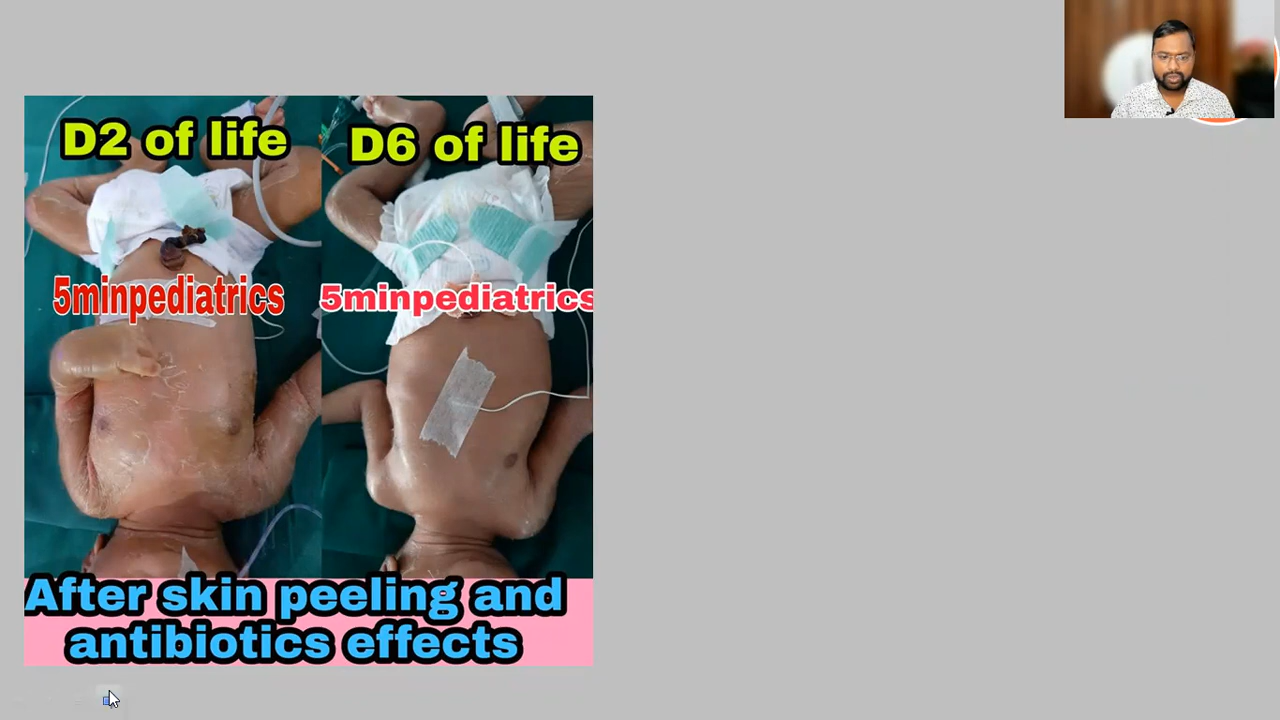 D2 of life
D6 of life
5minpediatrics
5minpediatrics
After skin peeling and
antibiotics effects